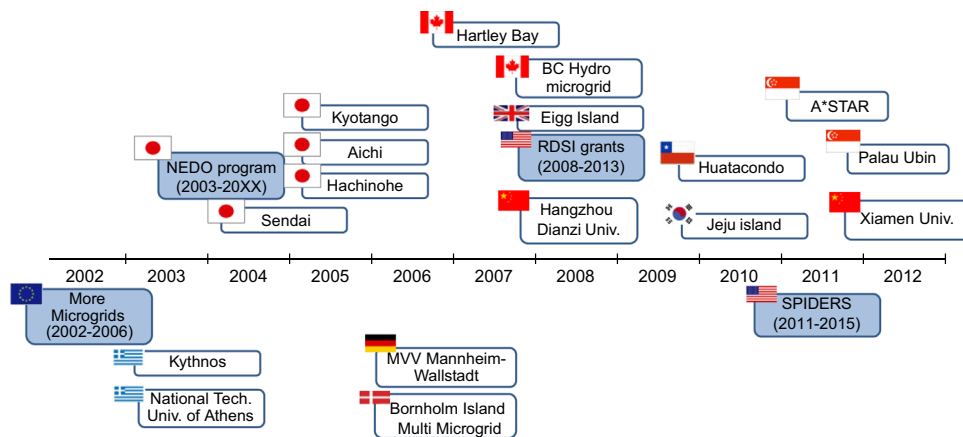 Hartley Bay
BC Hydro
microgrid
A*STAR
Kyotango
Eigg Island
Aichi
RDSI grants
(2008-2013)
Palau Ubin
NEDO program
(2003-20XX)
Huatacondo
Hachinohe
Sendai
Hangzhou
Dianzi Univ.
Jeju island
Xiamen Univ.
2002 2003 2004 2005 2006 2007 2008 2009 2010 2011 2012
More
Microgrids
(2002-2006)
SPIDERS
(2011-2015)
Kythnos
MVV Mannheim-
Wallstadt
National Tech.
Univ. of Athens
Bornholm Island
Multi Microgrid